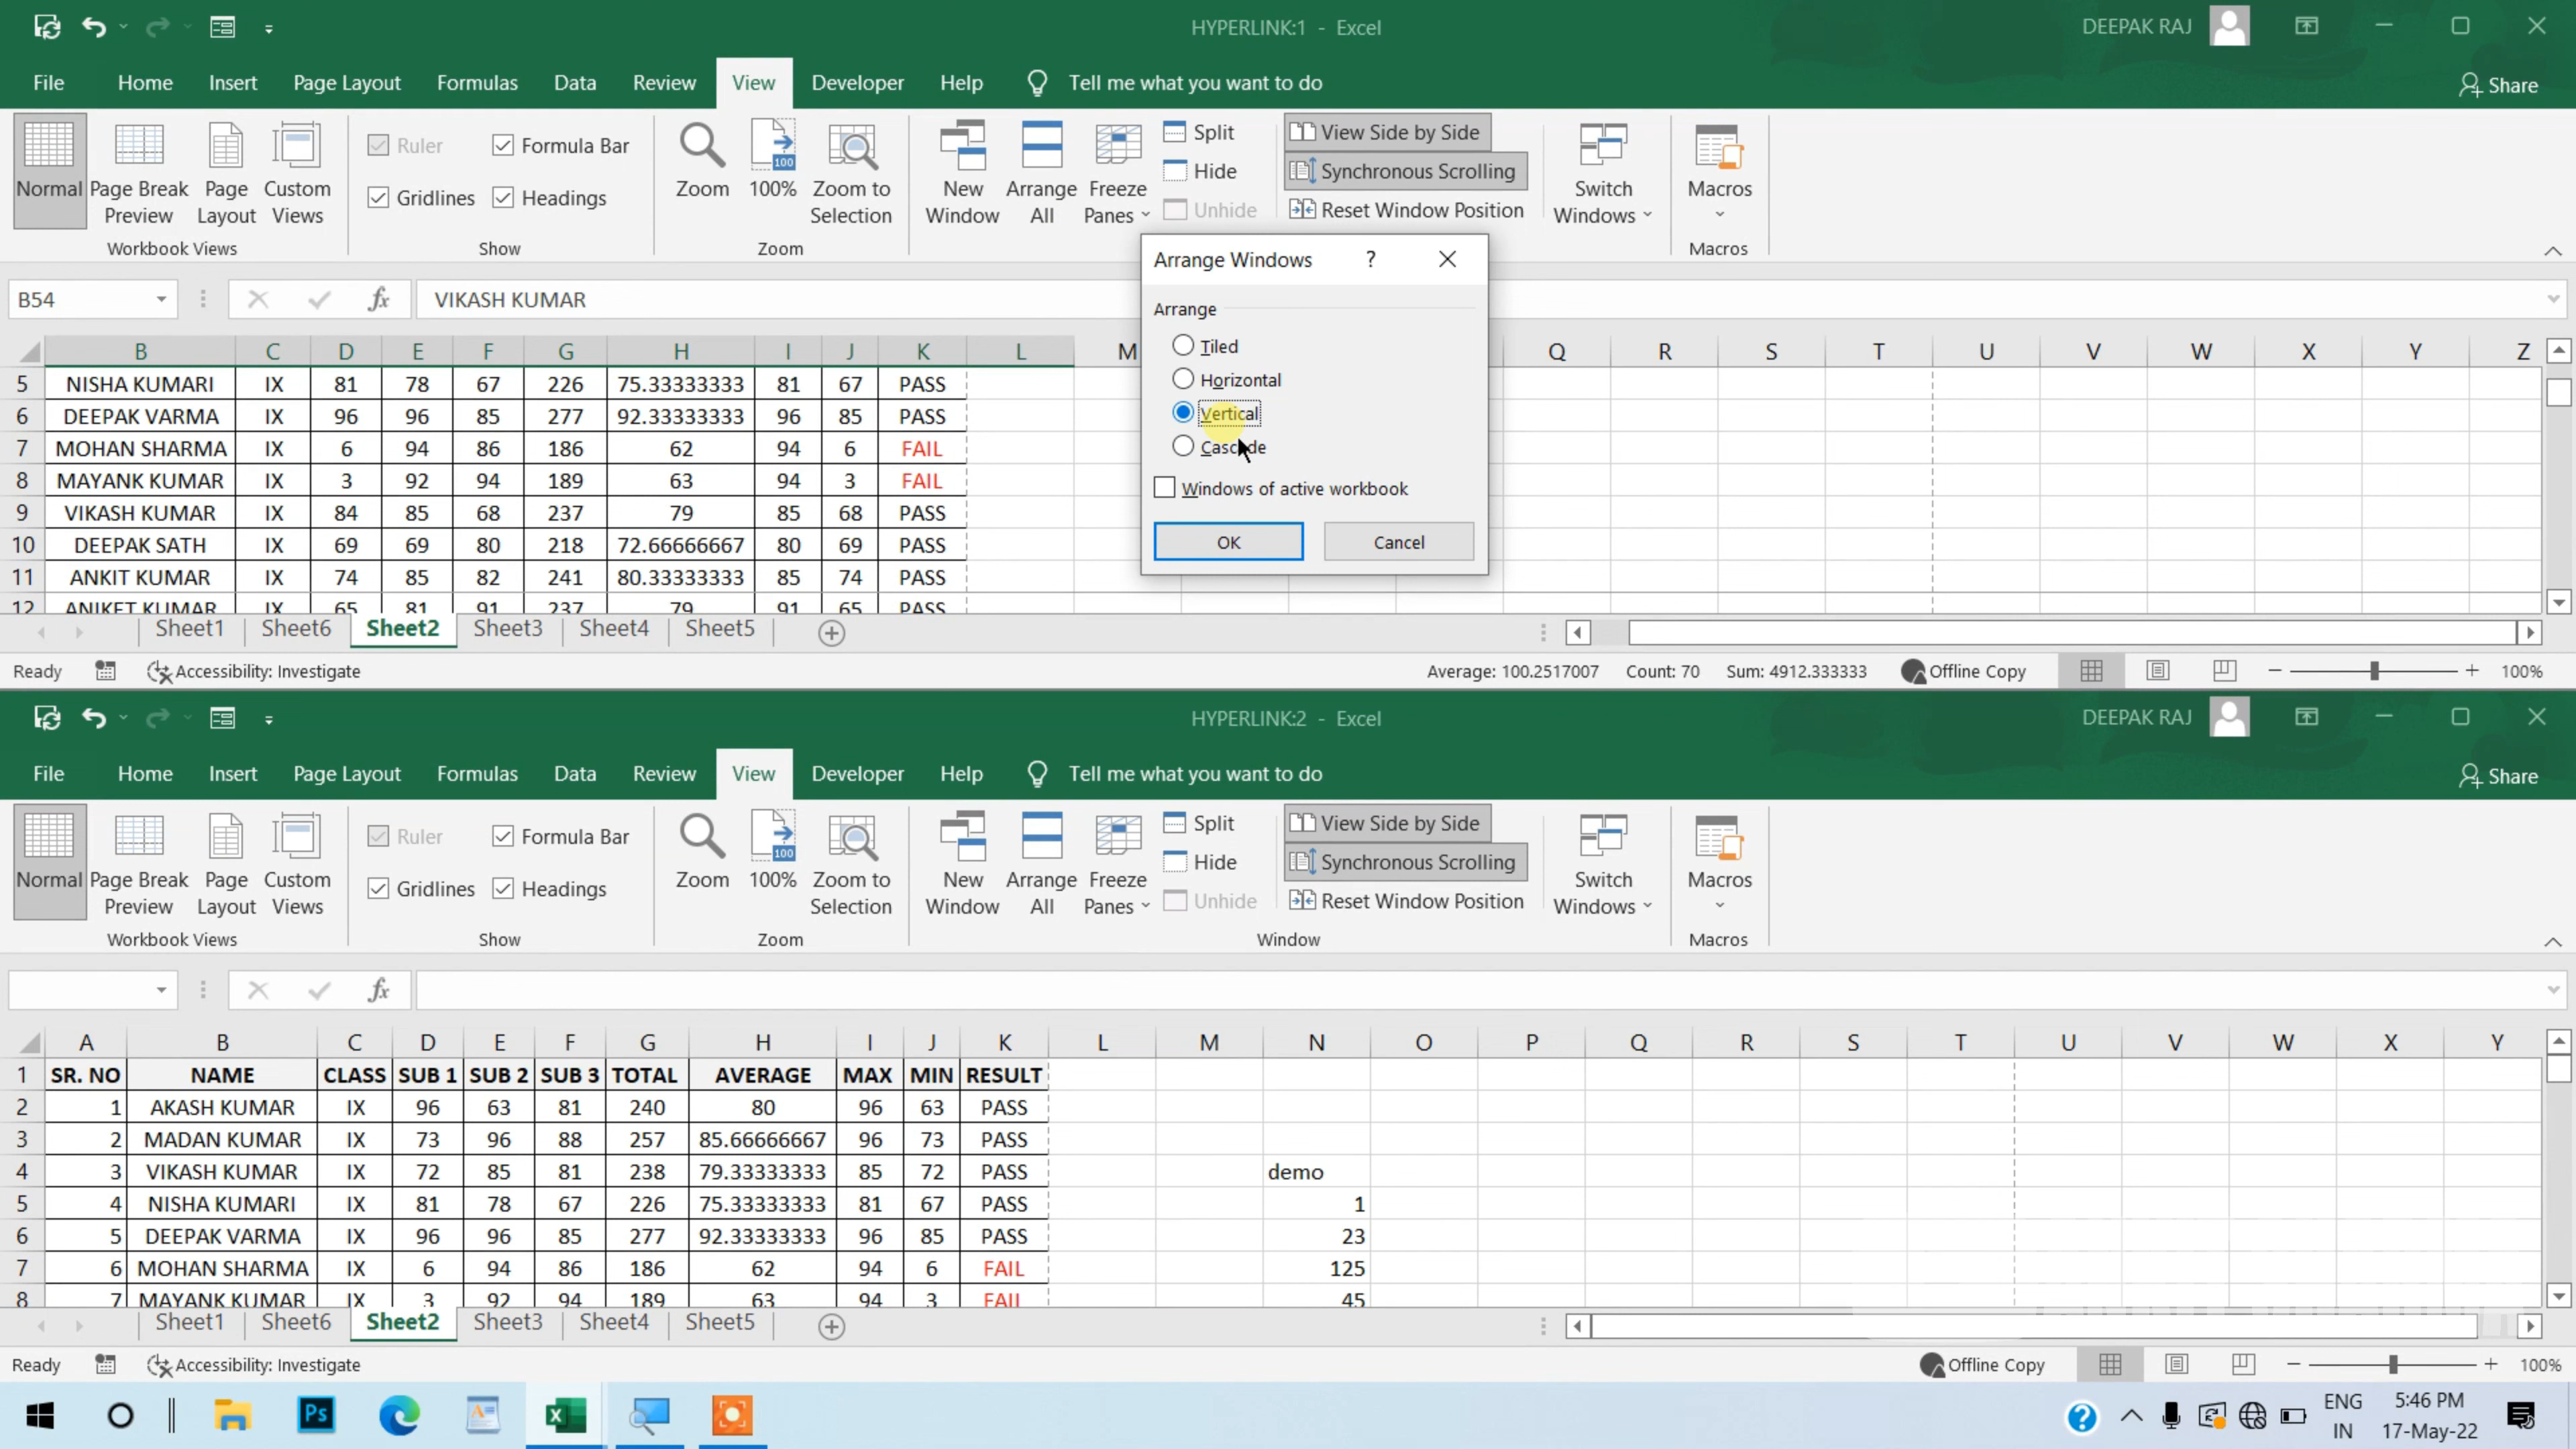 HYPERLINK:1 - Excel
DEEPAK RAJ
File Home Insert Page Layout Formulas Data Review View Developer Help Tell me what you want to do Share
Normal Page Break Preview Page Layout Custom Views Ruler Formula Bar Gridlines Headings Zoom 100% Zoom to Selection New Window Arrange All Freeze Panes Split Hide Unhide View Side by Side Synchronous Scrolling Reset Window Position Switch Windows Macros
Workbook Views Show Zoom Macros
Arrange Windows ? 
Arrange
Tiled
Horizontal
Vertical
Cascade
Windows of active workbook
OK Cancel
B54 fx VIKASH KUMAR
B C D E F G H I J K L M Q R S T U V W X Y Z
5 NISHA KUMARI IX 81 78 67 226 75.33333333 81 67 PASS
6 DEEPAK VARMA IX 96 96 85 277 92.33333333 96 85 PASS
7 MOHAN SHARMA IX 6 94 86 186 62 94 6 FAIL
8 MAYANK KUMAR IX 3 92 94 189 63 94 3 FAIL
9 VIKASH KUMAR IX 84 85 68 237 79 85 68 PASS
10 DEEPAK SATH IX 69 69 80 218 72.66666667 80 69 PASS
11 ANKIT KUMAR IX 74 85 82 241 80.33333333 85 74 PASS
12 ANIKET KUMAR IX 65 81 91 237 79 91 65 PASS
Sheet1 Sheet6 Sheet2 Sheet3 Sheet4 Sheet5
Ready Accessibility: Investigate Average: 100.2517007 Count: 70 Sum: 4912.333333 Offline Copy 100%
HYPERLINK:2 - Excel
DEEPAK RAJ
File Home Insert Page Layout Formulas Data Review View Developer Help Tell me what you want to do Share
Normal Page Break Preview Page Layout Custom Views Ruler Formula Bar Gridlines Headings Zoom 100% Zoom to Selection New Window Arrange All Freeze Panes Split Hide Unhide View Side by Side Synchronous Scrolling Reset Window Position Switch Windows Macros
Workbook Views Show Zoom Window Macros
fx
A B C D E F G H I J K L M N O P Q R S T U V W X Y
1 SR. NO NAME CLASS SUB 1 SUB 2 SUB 3 TOTAL AVERAGE MAX MIN RESULT
2 1 AKASH KUMAR IX 96 63 81 240 80 96 63 PASS
3 2 MADAN KUMAR IX 73 96 88 257 85.66666667 96 73 PASS
4 3 VIKASH KUMAR IX 72 85 81 238 79.33333333 85 72 PASS demo
5 4 NISHA KUMARI IX 81 78 67 226 75.33333333 81 67 PASS 1
6 5 DEEPAK VARMA IX 96 96 85 277 92.33333333 96 85 PASS 23
7 6 MOHAN SHARMA IX 6 94 86 186 62 94 6 FAIL 125
8 7 MAYANK KUMAR IX 3 92 94 189 63 94 3 FAIL 45
Sheet1 Sheet6 Sheet2 Sheet3 Sheet4 Sheet5
Ready Accessibility: Investigate Offline Copy 100%
Ps ENG 5:46 PM
IN 17-May-22